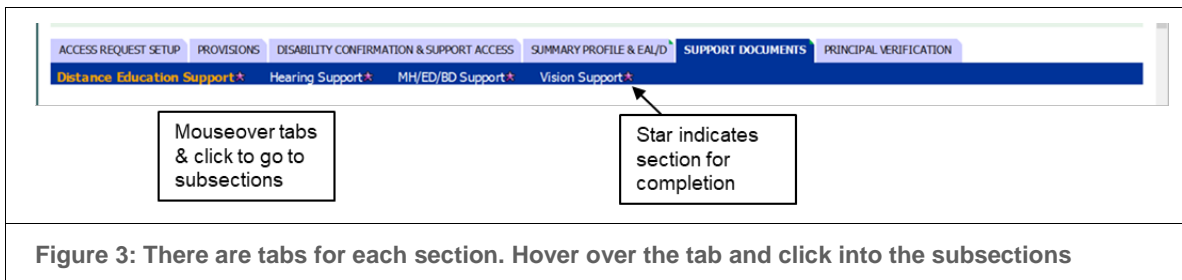 ACCESS REQUEST SETUP PROVISIONS DISABILITY CONFIRMATION & SUPPORT ACCESS SUMMARY PROFILE & EAL/D SUPPORT DOCUMENTS PRINCIPAL VERIFICATION
Distance Education Support* Hearing Support* MH/ED/BD Support* Vision Support*
Mouseover tabs
& click to go to
subsections
Star indicates
section for
completion
Figure 3: There are tabs for each section. Hover over the tab and click into the subsections